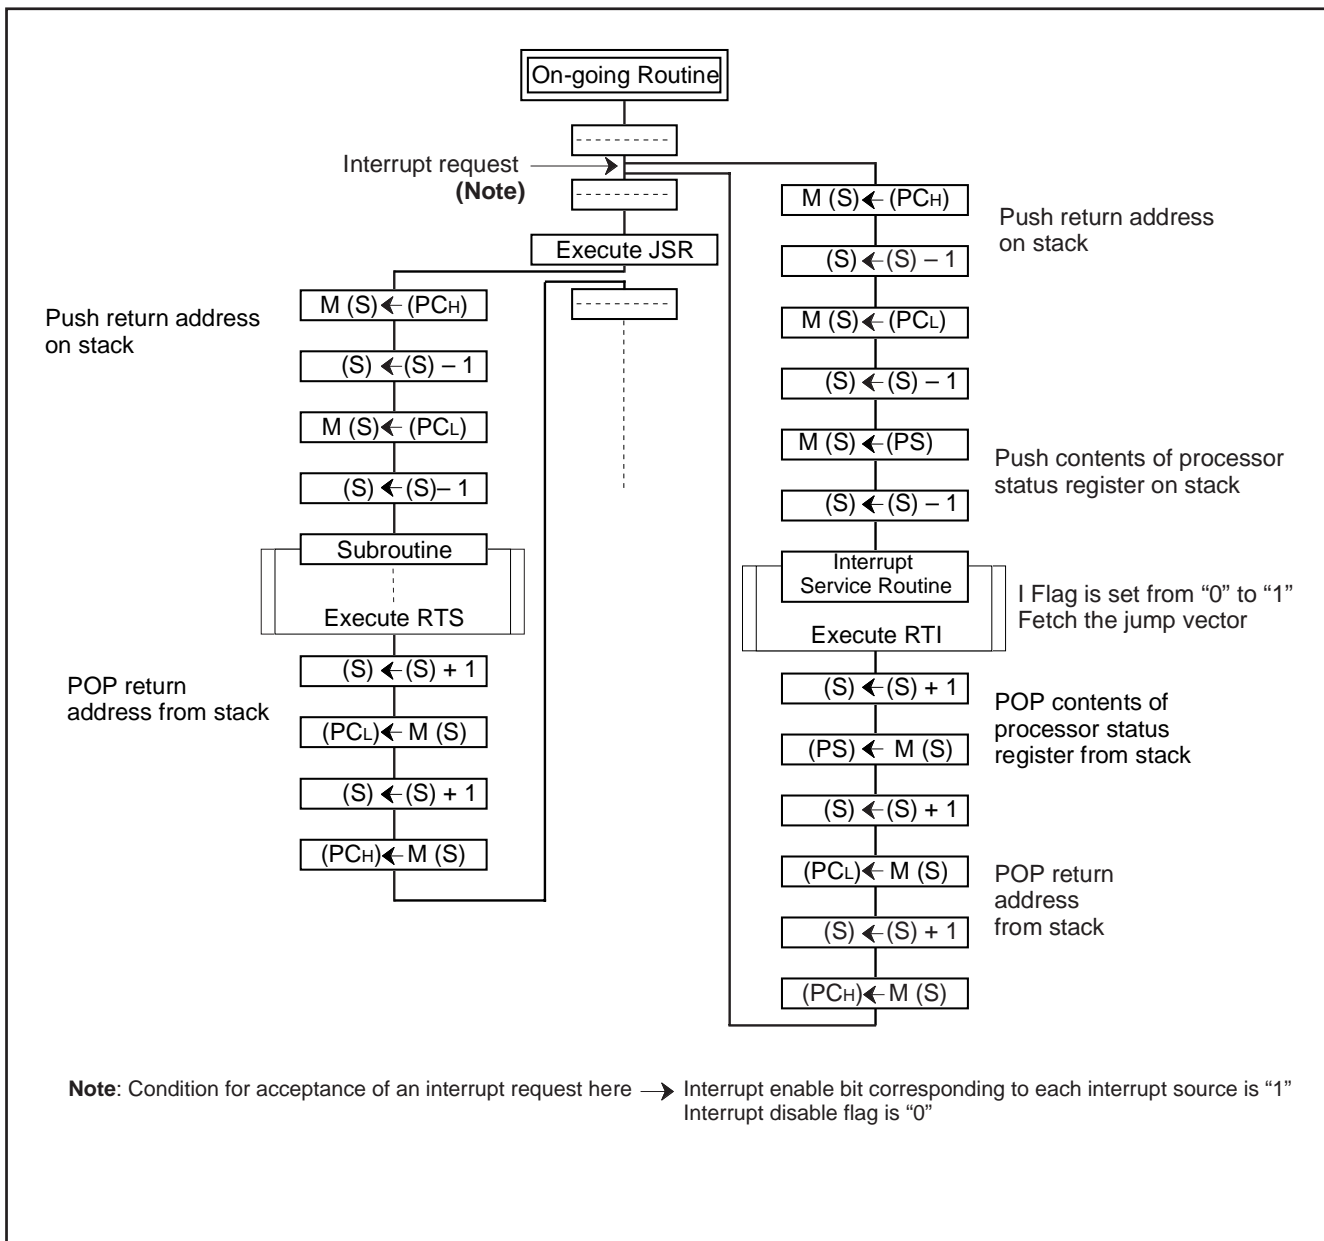 On-going Routine
Interrupt request
(Note)
Execute JSR
Push return address
on stack
M (S) ← (PCH)
(S) ← (S) – 1
M (S) ← (PCL)
(S) ← (S) – 1
Subroutine
Execute RTS
POP return
address from stack
(S) ← (S) + 1
(PCL) ← M (S)
(S) ← (S) + 1
(PCH) ← M (S)
M (S) ← (PCH)
Push return address
on stack
(S) ← (S) – 1
M (S) ← (PCL)
(S) ← (S) – 1
M (S) ← (PS)
Push contents of processor
status register on stack
(S) ← (S) – 1
Interrupt
Service Routine
I Flag is set from “0” to “1”
Fetch the jump vector
Execute RTI
(S) ← (S) + 1
POP contents of
processor status
register from stack
(PS) ← M (S)
(S) ← (S) + 1
(PCL) ← M (S)
POP return
address
from stack
(S) ← (S) + 1
(PCH) ← M (S)
Note: Condition for acceptance of an interrupt request here → Interrupt enable bit corresponding to each interrupt source is “1”
Interrupt disable flag is “0”